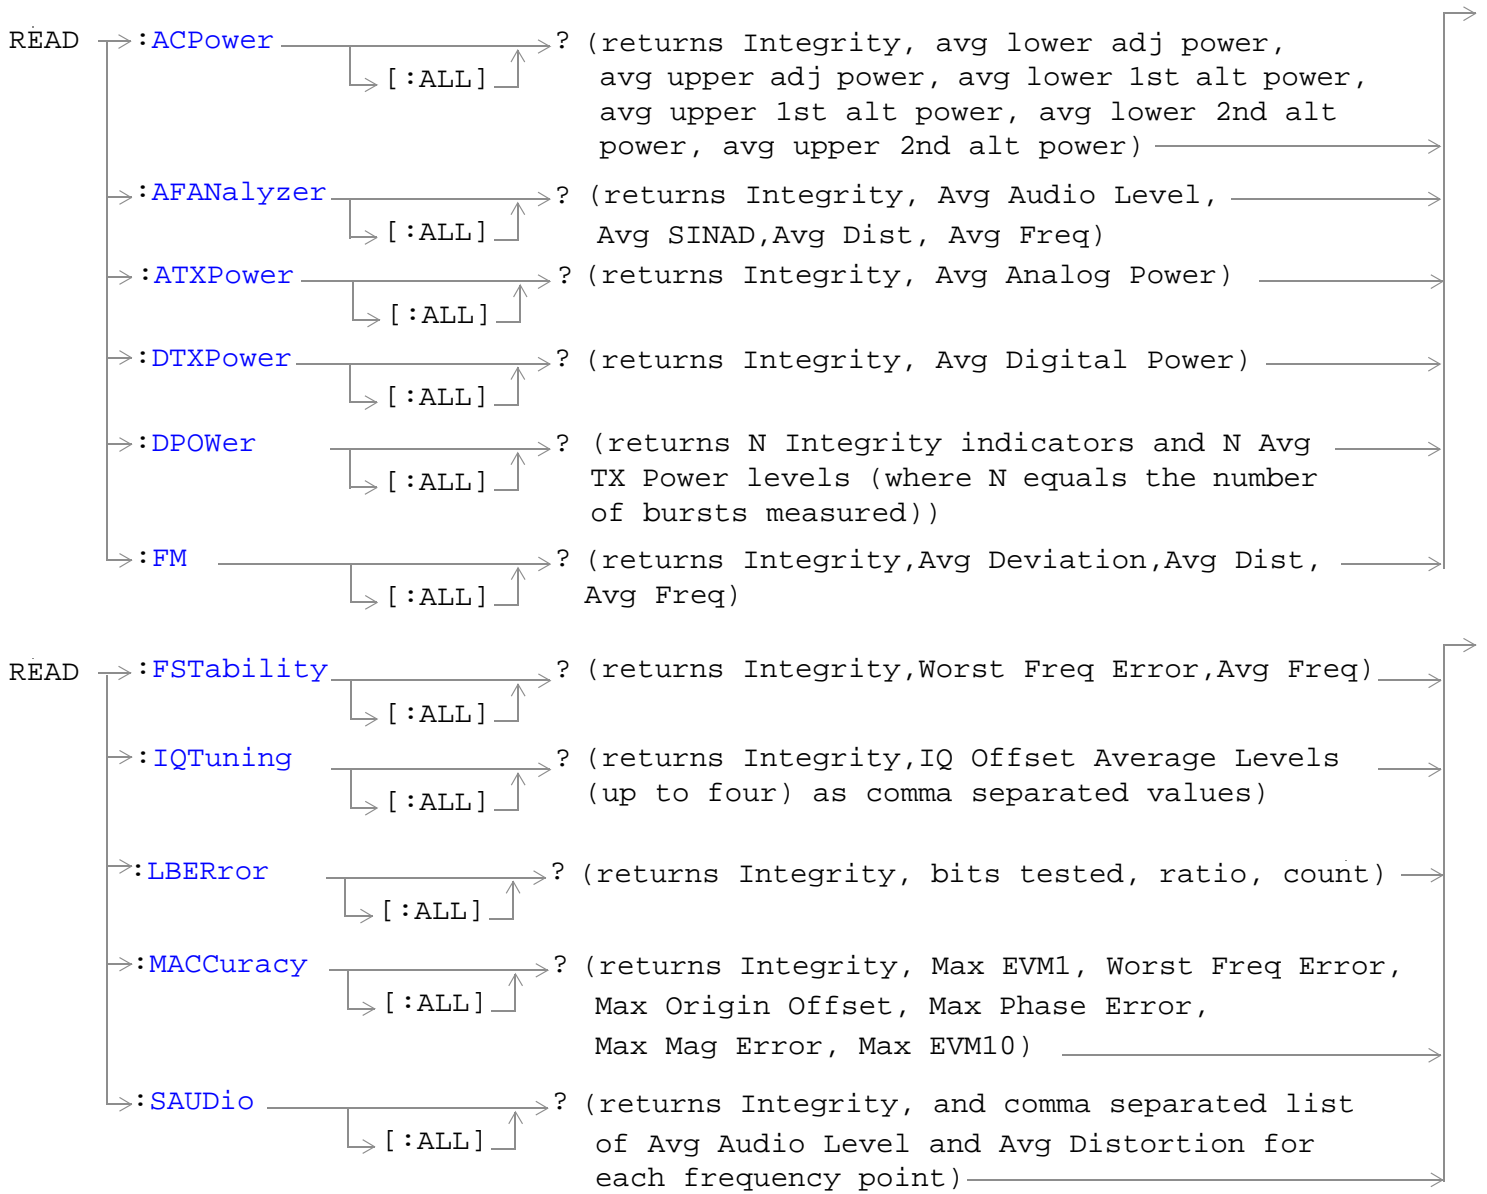 READ :ACPower ? (returns Integrity, avg lower adj power,
[:ALL] avg upper adj power, avg lower 1st alt power,
avg upper 1st alt power, avg lower 2nd alt
power, avg upper 2nd alt power)
:AFANalyzer ? (returns Integrity, Avg Audio Level,
[:ALL] Avg SINAD,Avg Dist, Avg Freq)
:ATXPower ? (returns Integrity, Avg Analog Power)
[:ALL]
:DTXPower ? (returns Integrity, Avg Digital Power)
[:ALL]
:DPOWer ? (returns N Integrity indicators and N Avg
[:ALL] TX Power levels (where N equals the number
of bursts measured))
:FM ? (returns Integrity,Avg Deviation,Avg Dist,
[:ALL] Avg Freq)
READ :FSTability ? (returns Integrity,Worst Freq Error,Avg Freq)
[:ALL]
:IQTuning ? (returns Integrity,IQ Offset Average Levels
[:ALL] (up to four) as comma separated values)
:LBERror ? (returns Integrity, bits tested, ratio, count)
[:ALL]
:MACCuracy ? (returns Integrity, Max EVM1, Worst Freq Error,
[:ALL] Max Origin Offset, Max Phase Error,
Max Mag Error, Max EVM10)
:SAUDio ? (returns Integrity, and comma separated list
[:ALL] of Avg Audio Level and Avg Distortion for
each frequency point)